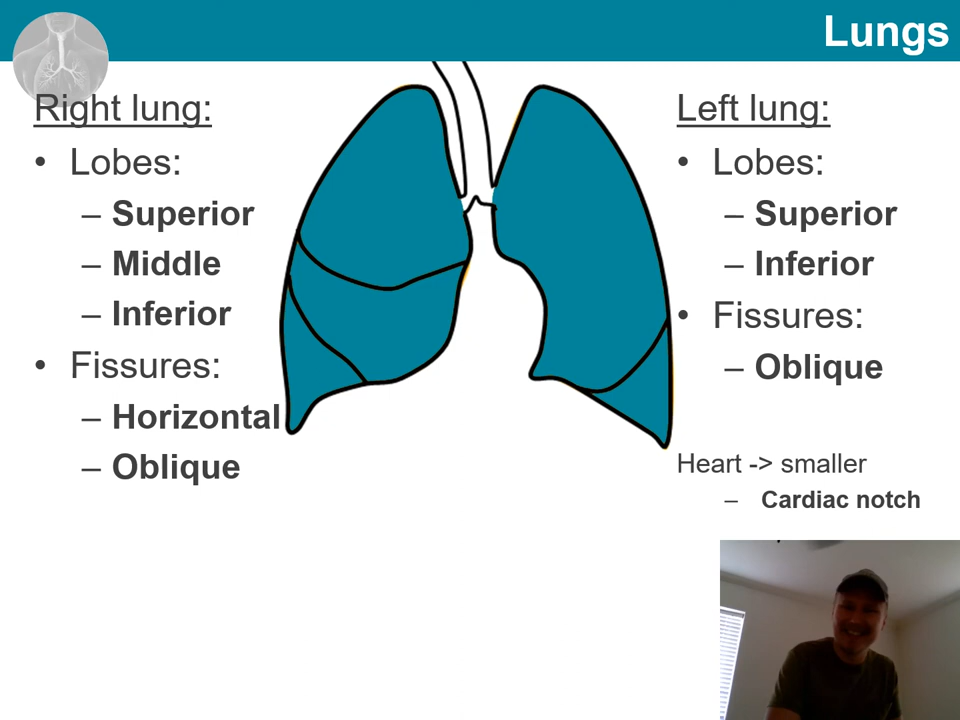 Lungs
Right lung:
• Lobes:
– Superior
– Middle
– Inferior
• Fissures:
– Horizontal
– Oblique
Left lung:
• Lobes:
– Superior
– Inferior
• Fissures:
– Oblique
Heart -> smaller
– Cardiac notch